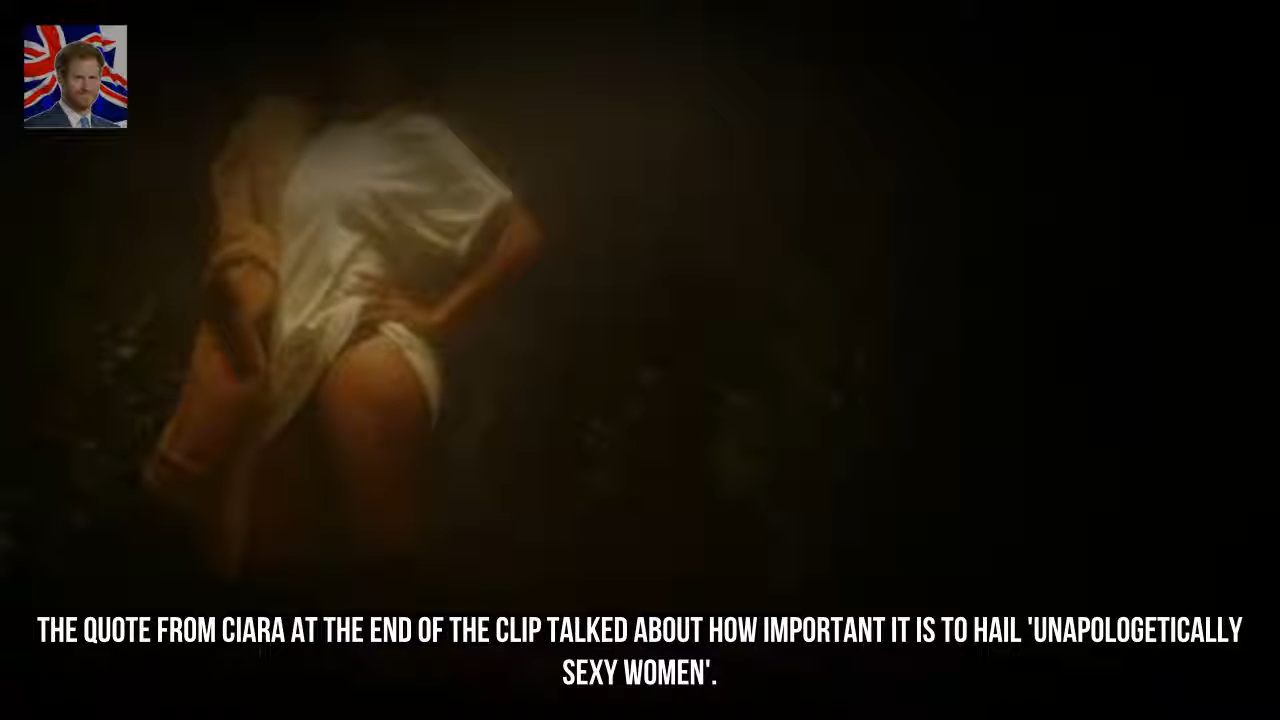 THE QUOTE FROM CIARA AT THE END OF THE CLIP TALKED ABOUT HOW IMPORTANT IT IS TO HAIL 'UNAPOLOGETICALLY
SEXY WOMEN'.